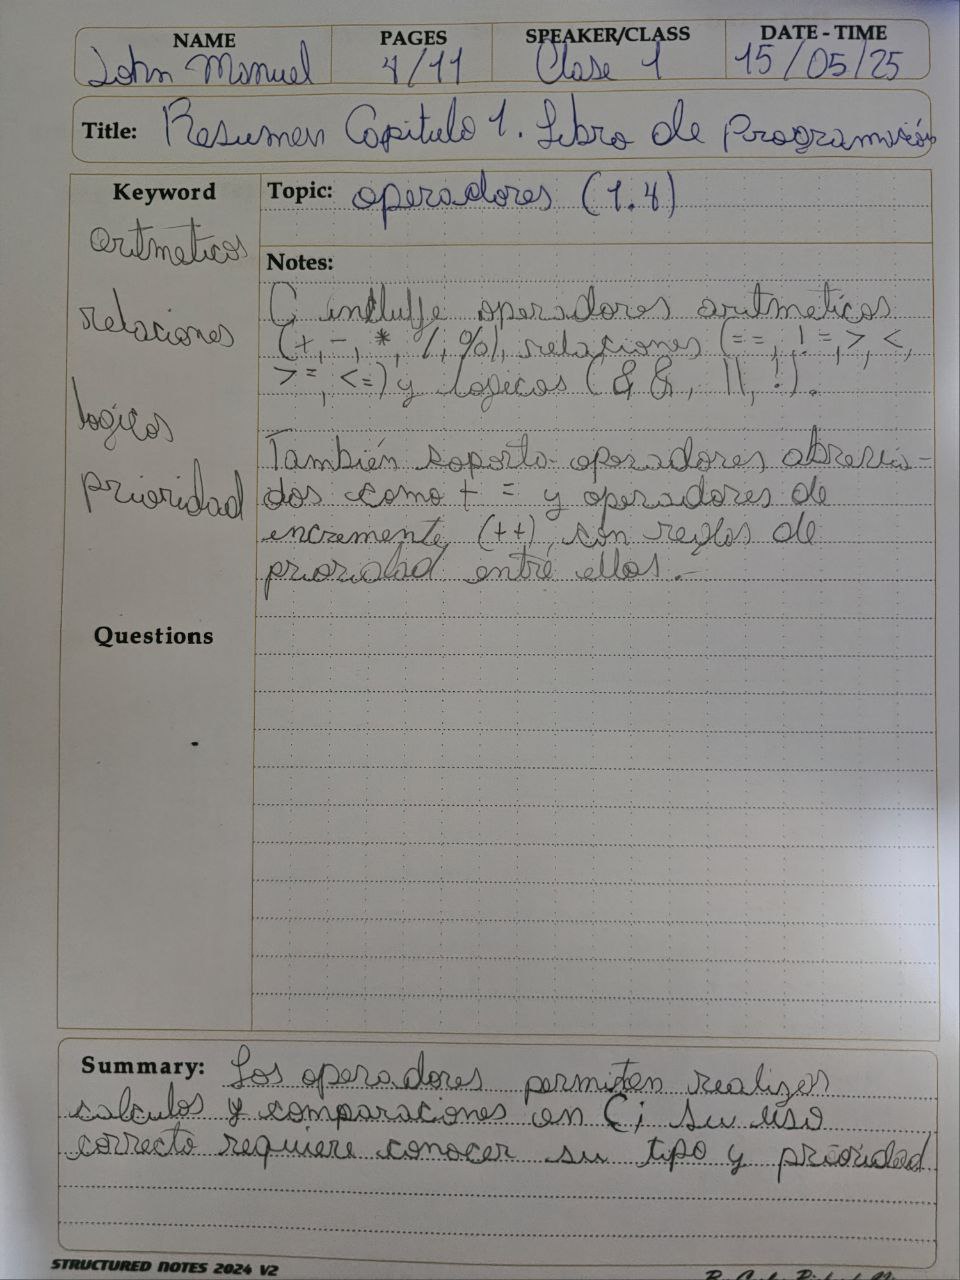 NAME PAGES SPEAKER/CLASS DATE - TIME
John Manuel 4/11 Clase 1 15/05/25
Title: Resumen Capitulo 1. Libro de Programación
Keyword
aritmeticos
relaciones
logicos
prioridad
Questions
Topic: operadores (1.4)
Notes:
C incluye operadores aritmeticos
(+, -, *, /, %), relaciones (==, !=, >, <,
>=, <=) y logicos (&&, ||, !).
También soporta operadores abrevia-
dos como += y operadores de
incremente (++), con reglas de
prioridad entre ellos.-
Summary: Los operadores permiten realizar
calculos y comparaciones en C; su uso
correcto requiere conocer su tipo y prioridad
STRUCTURED NOTES 2024 V2